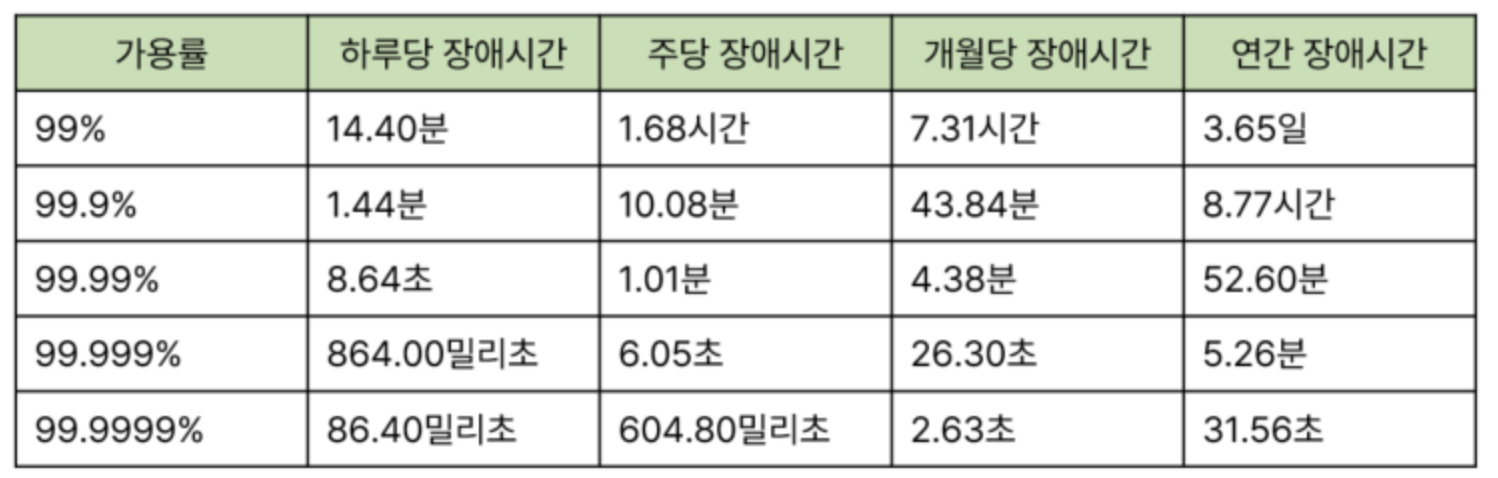 가용률 하루당 장애시간 주당 장애시간 개월당 장애시간 연간 장애시간
99% 14.40분 1.68시간 7.31시간 3.65일
99.9% 1.44분 10.08분 43.84분 8.77시간
99.99% 8.64초 1.01분 4.38분 52.60분
99.999% 864.00밀리초 6.05초 26.30초 5.26분
99.9999% 86.40밀리초 604.80밀리초 2.63초 31.56초